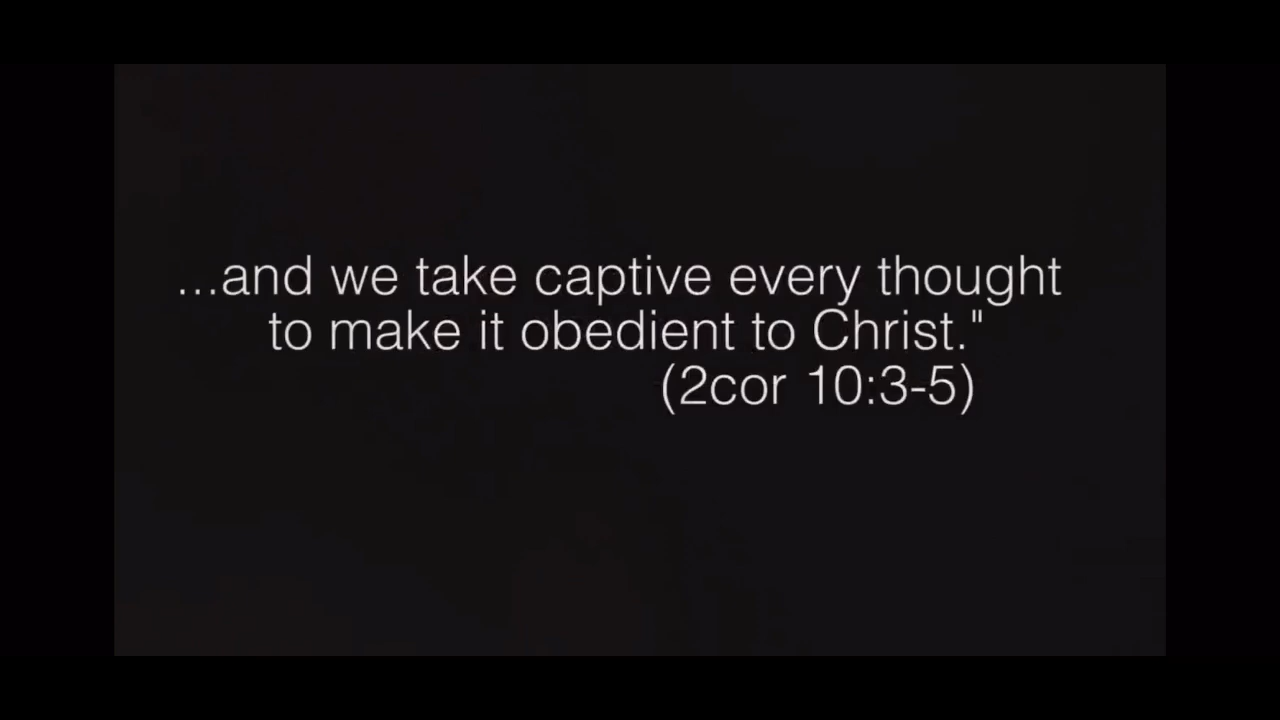 ...and we take captive every thought
to make it obedient to Christ."
(2cor 10:3-5)